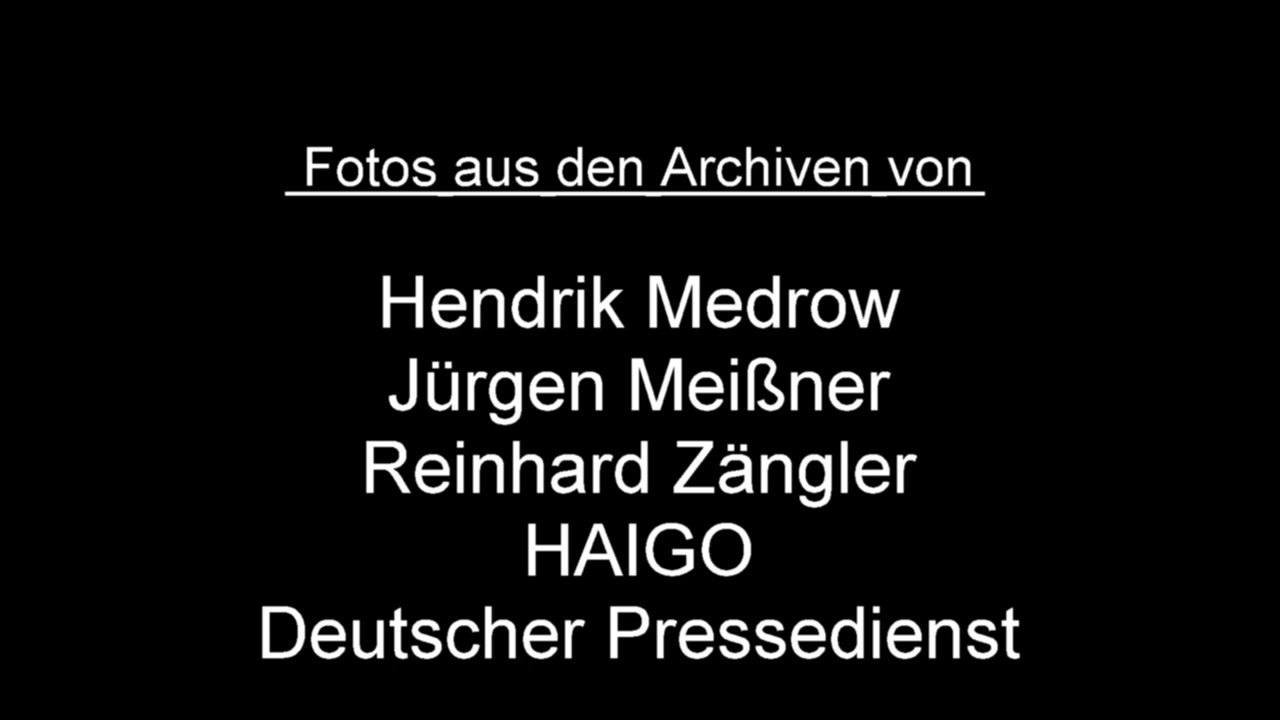 Fotos aus den Archiven von
Hendrik Medrow
Jürgen Meißner
Reinhard Zängler
HAIGO
Deutscher Pressedienst